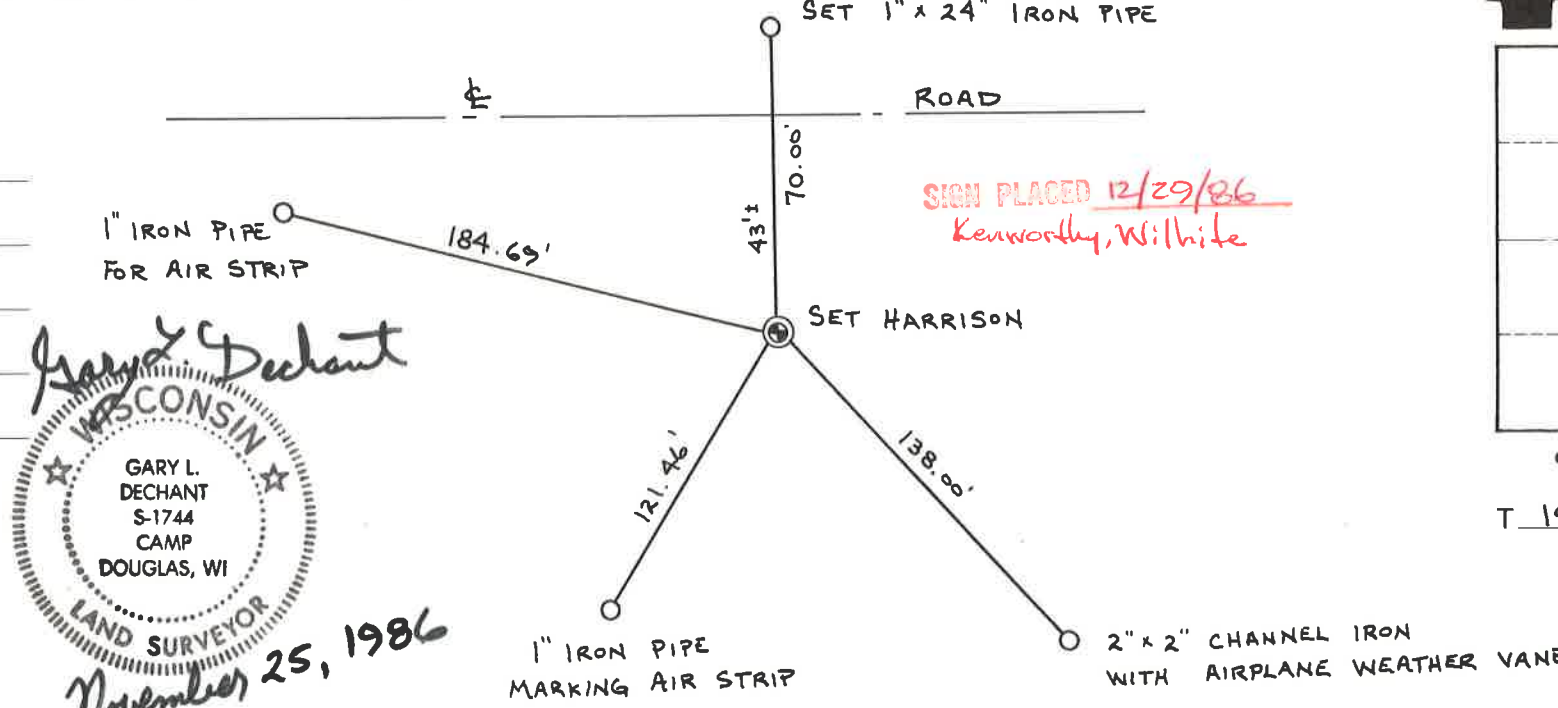 SET 1" x 24" IRON PIPE
℄
ROAD
70.00'
43'±
SIGN PLACED 12/29/86
Kenworthy, Wilhite
1" IRON PIPE
FOR AIR STRIP
184.69'
SET HARRISON
Gary L. Dechant
WISCONSIN
GARY L.
DECHANT
S-1744
CAMP
DOUGLAS, WI
LAND SURVEYOR
November 25, 1986
121.46'
138.00'
1" IRON PIPE
MARKING AIR STRIP
2" x 2" CHANNEL IRON
WITH AIRPLANE WEATHER VANE
T